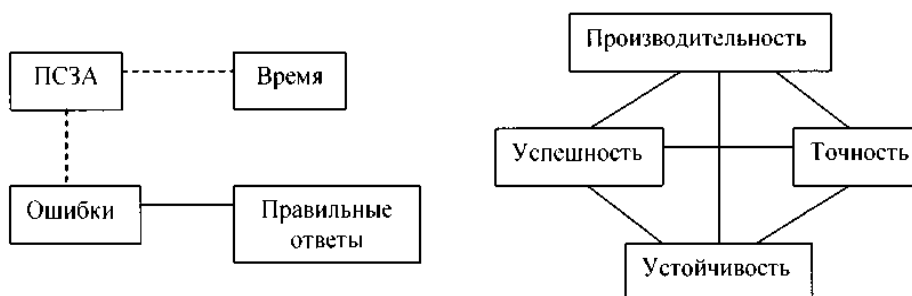 ПСЗА
Время
Ошибки
Правильные
ответы
Производительность
Успешность
Точность
Устойчивость